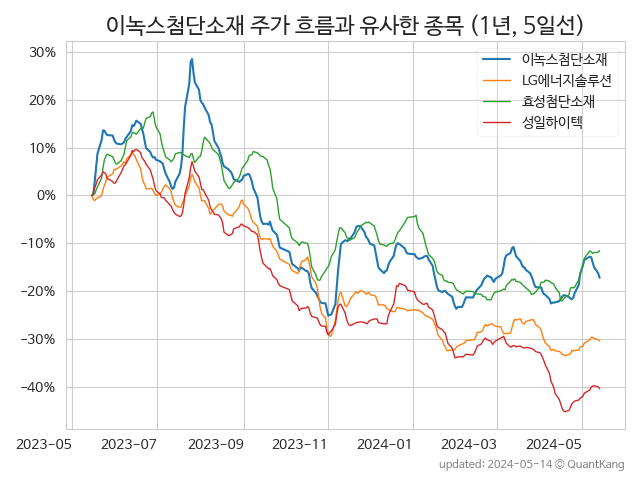 이녹스첨단소재 주가 흐름과 유사한 종목 (1년, 5일선)
이녹스첨단소재
LG에너지솔루션
효성첨단소재
성일하이텍
30%
20%
10%
0%
−10%
−20%
−30%
−40%
2023-05 2023-07 2023-09 2023-11 2024-01 2024-03 2024-05
updated: 2024-05-14 © QuantKang